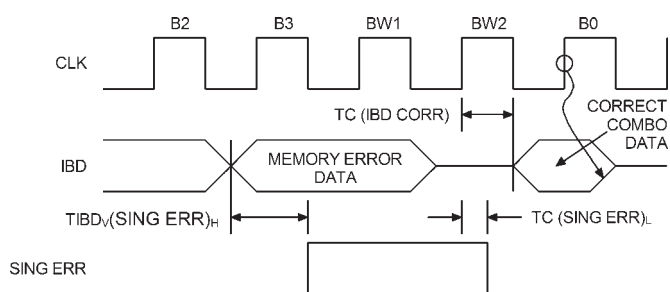 B2 B3 BW1 BW2 B0
CLK
TC (IBD CORR)
CORRECT
COMBO
DATA
IBD
MEMORY ERROR
DATA
TIBDV(SING ERR)H
TC (SING ERR)L
SING ERR